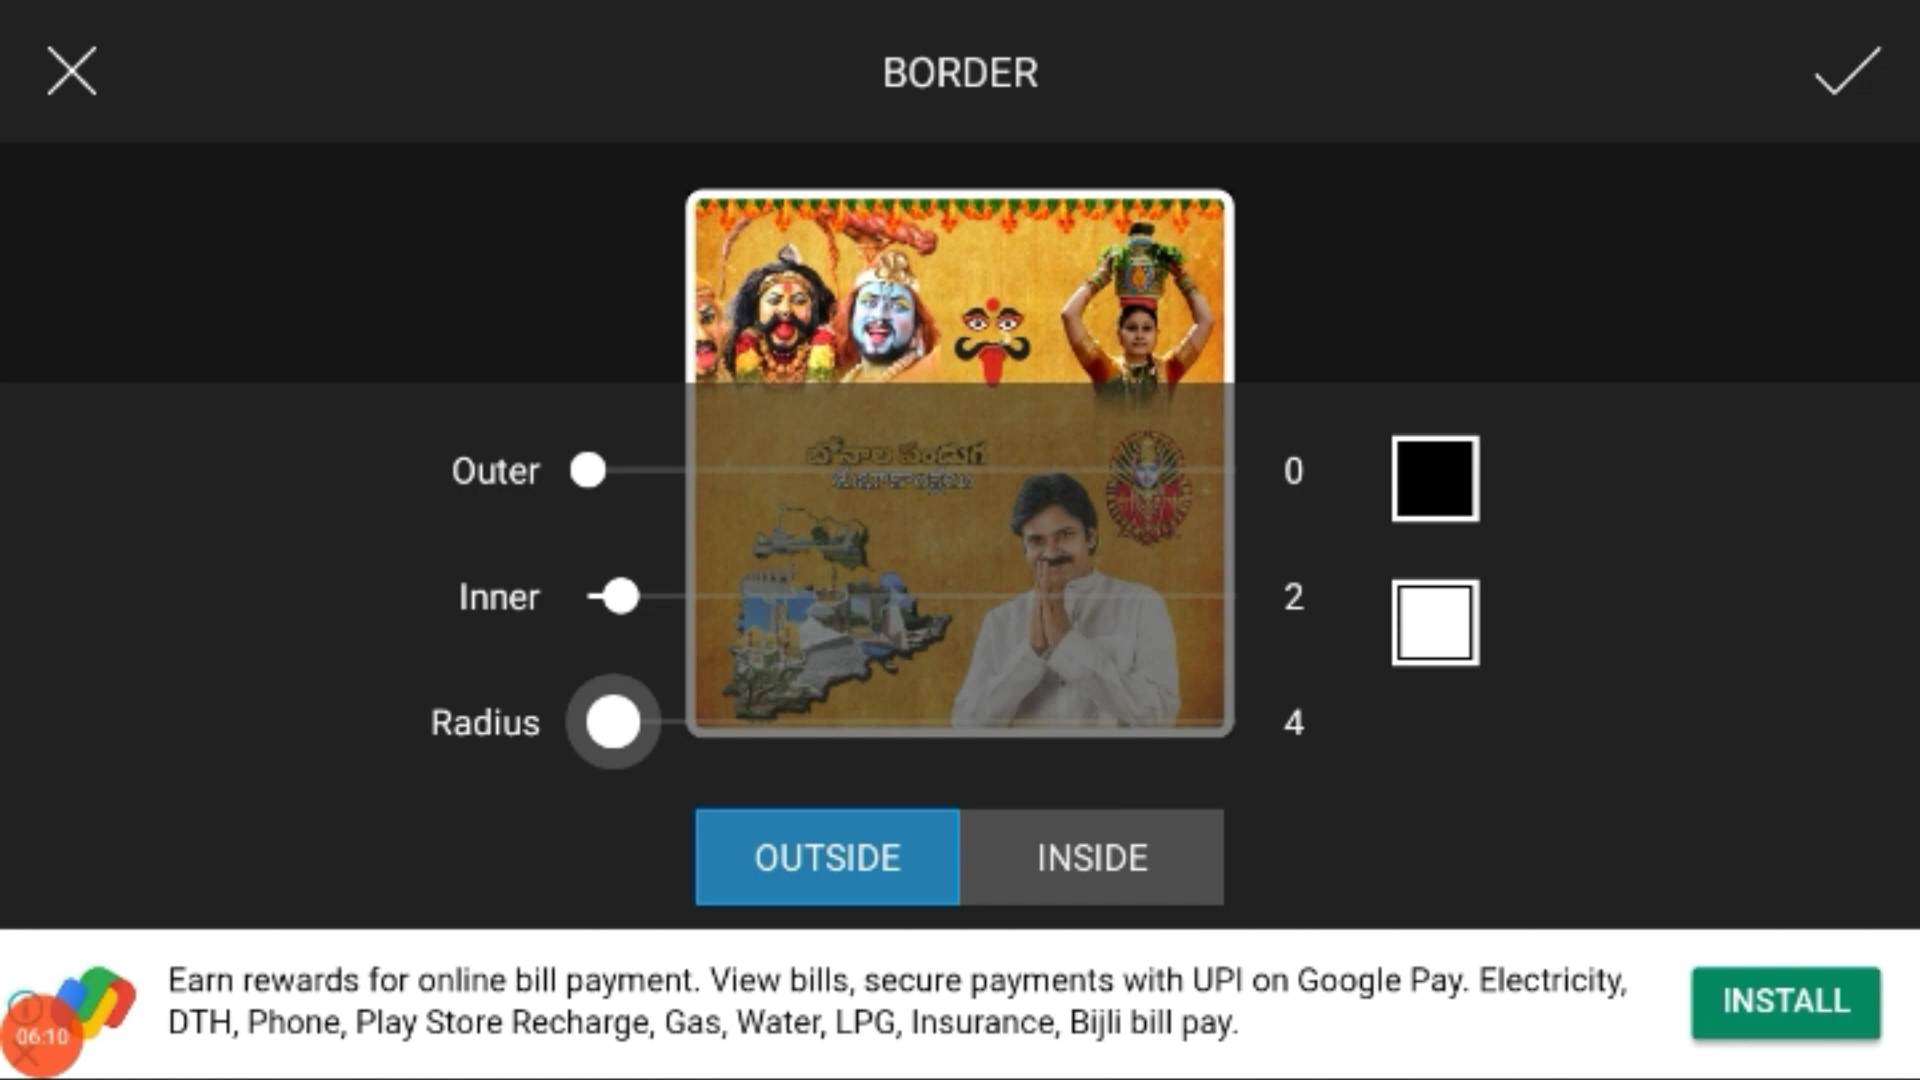 BORDER
బోనాల పండుగ
శుభాకాంక్షలు
Outer 0
Inner 2
Radius 4
OUTSIDE INSIDE
Earn rewards for online bill payment. View bills, secure payments with UPI on Google Pay. Electricity,
DTH, Phone, Play Store Recharge, Gas, Water, LPG, Insurance, Bijli bill pay.
INSTALL
06:10